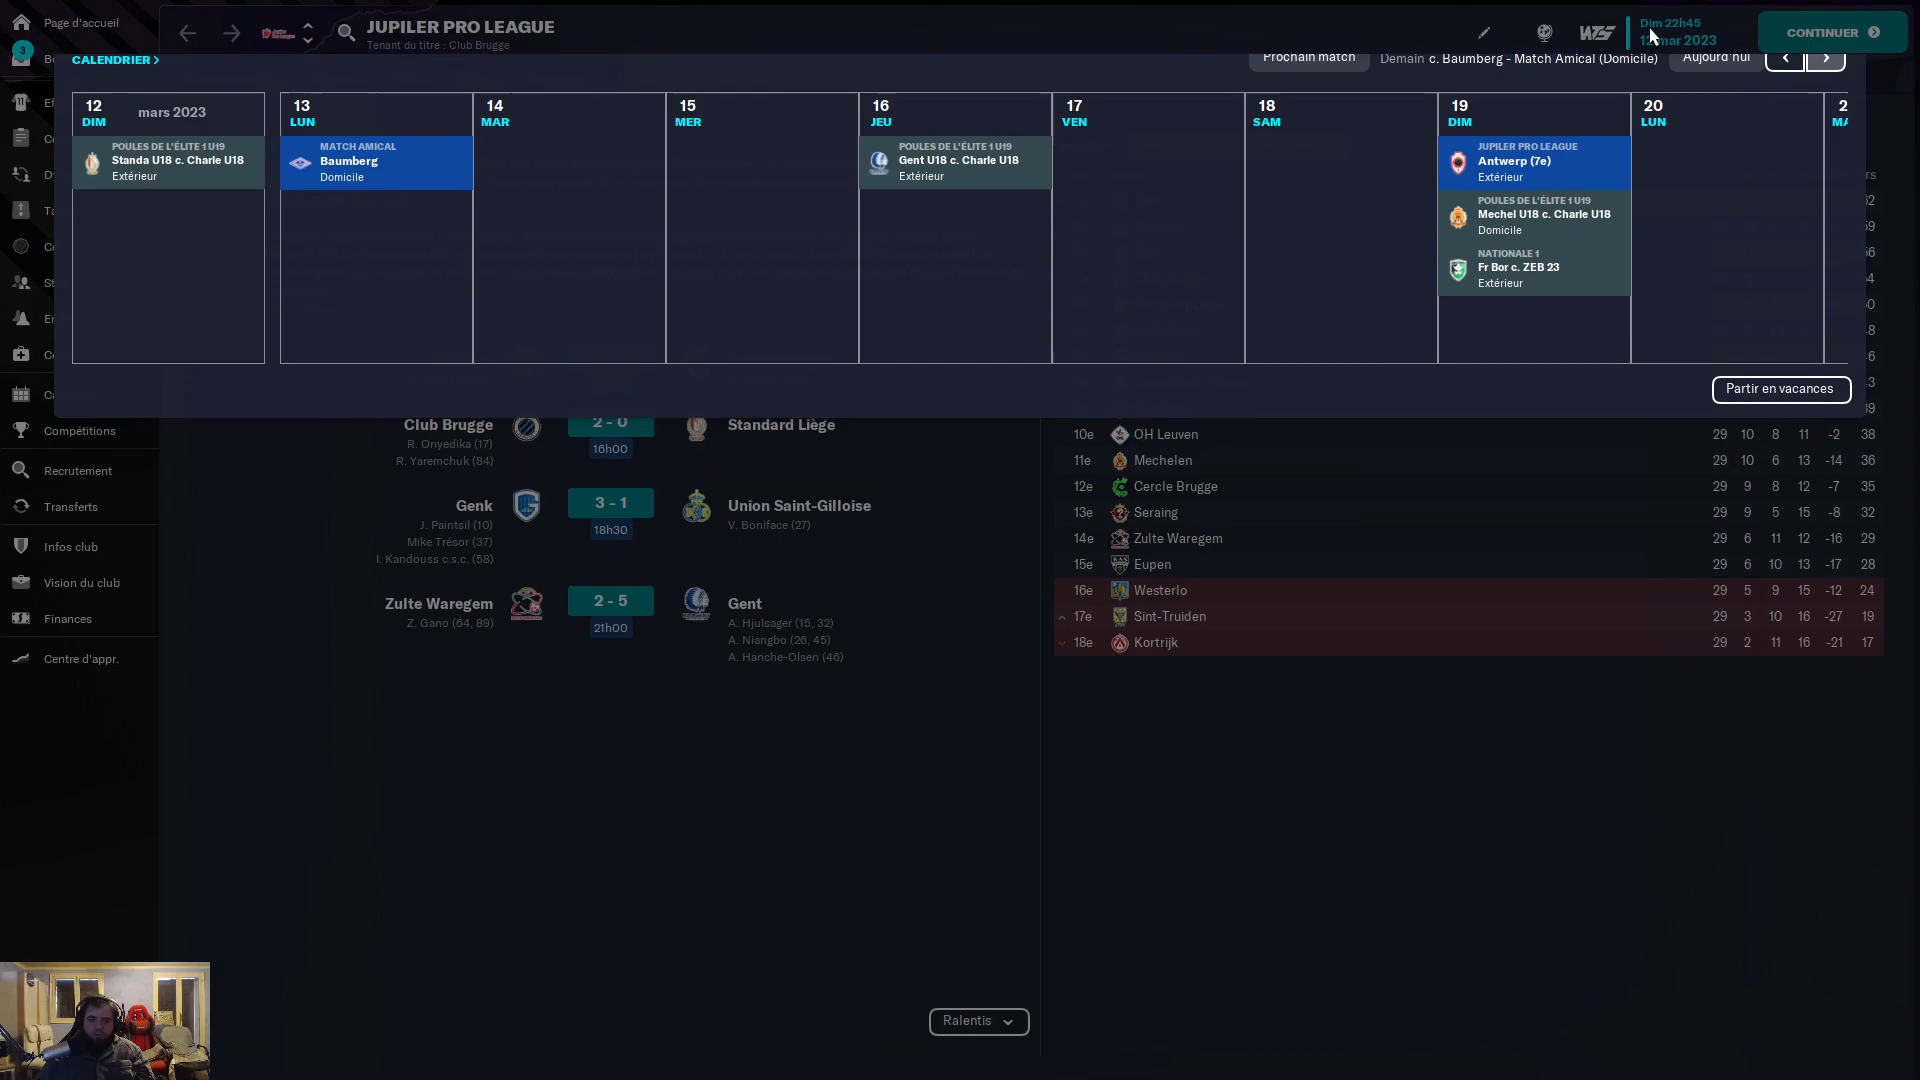 Page d'accueil
3
JUPILER PRO LEAGUE
Tenant du titre : Club Brugge
Dim 22h45
12 mar 2023
CONTINUER
CALENDRIER
Prochain match
Demain c. Baumberg - Match Amical (Domicile)
Aujourd'hui
12
DIM
mars 2023
13
LUN
14
MAR
15
MER
16
JEU
17
VEN
18
SAM
19
DIM
20
LUN
POULES DE L'ÉLITE 1 U19
Standa U18 c. Charle U18
Extérieur
MATCH AMICAL
Baumberg
Domicile
POULES DE L'ÉLITE 1 U19
Gent U18 c. Charle U18
Extérieur
JUPILER PRO LEAGUE
Antwerp (7e)
Extérieur
POULES DE L'ÉLITE 1 U19
Mechel U18 c. Charle U18
Domicile
NATIONALE 1
Fr Bor c. ZEB 23
Extérieur
Partir en vacances
Compétitions
Recrutement
Transferts
Infos club
Vision du club
Finances
Centre d'appr.
Club Brugge 2 - 0 Standard Liège
R. Onyedika (17)
16h00
R. Yaremchuk (84)
Genk 3 - 1 Union Saint-Gilloise
J. Paintsil (10)
V. Boniface (27)
18h30
Mike Trésor (37)
I. Kandouss c.s.c. (58)
Zulte Waregem 2 - 5 Gent
Z. Gano (64, 89)
A. Hjulsager (15, 32)
21h00
A. Niangbo (26, 45)
A. Hanche-Olsen (46)
10e OH Leuven 29 10 8 11 -2 38
11e Mechelen 29 10 6 13 -14 36
12e Cercle Brugge 29 9 8 12 -7 35
13e Seraing 29 9 5 15 -8 32
14e Zulte Waregem 29 6 11 12 -16 29
15e Eupen 29 6 10 13 -17 28
16e Westerlo 29 5 9 15 -12 24
17e Sint-Truiden 29 3 10 16 -27 19
18e Kortrijk 29 2 11 16 -21 17
Ralentis